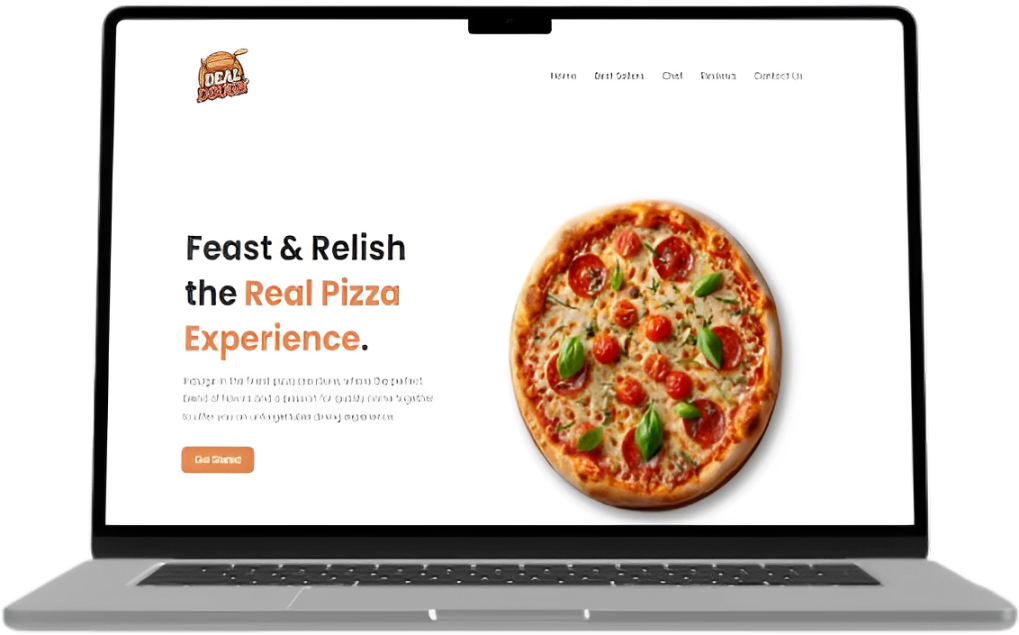 DEAL
Home Best Sellers Chef Reviews Contact Us
Feast & Relish
the Real Pizza
Experience.
Indulge in the finest pizza creations, where the perfect
blend of flavors and a passion for quality come together
to offer you an unforgettable dining experience.
Get Started